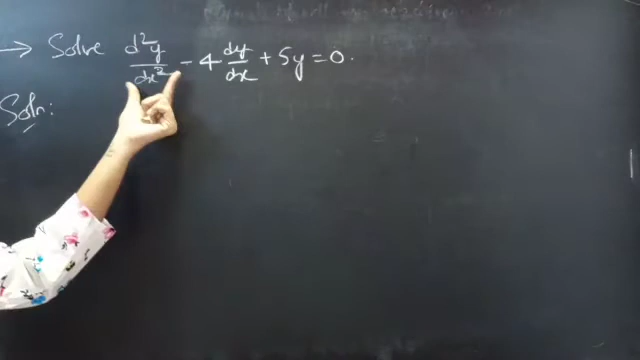 → Solve d²y/dx² - 4 dy/dx + 5y = 0.
Soln: